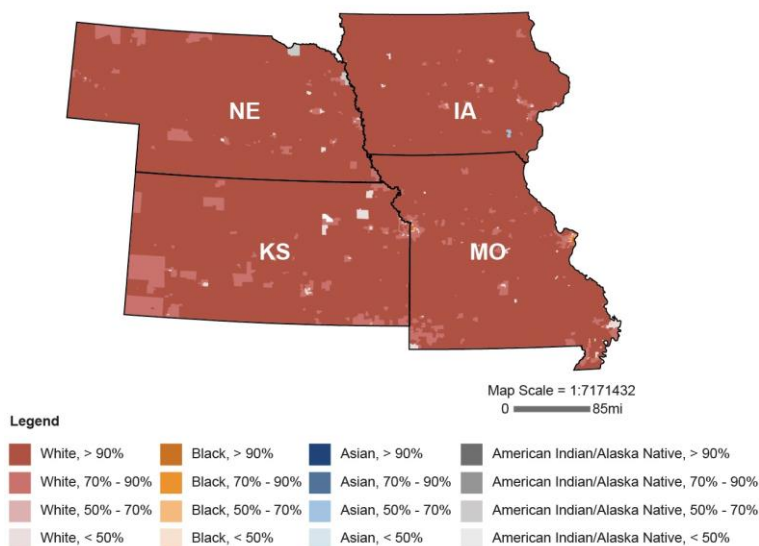 NE
IA
KS
MO
Map Scale = 1:7171432
0 85mi
Legend
White, > 90%
Black, > 90%
Asian, > 90%
American Indian/Alaska Native, > 90%
White, 70% - 90%
Black, 70% - 90%
Asian, 70% - 90%
American Indian/Alaska Native, 70% - 90%
White, 50% - 70%
Black, 50% - 70%
Asian, 50% - 70%
American Indian/Alaska Native, 50% - 70%
White, < 50%
Black, < 50%
Asian, < 50%
American Indian/Alaska Native, < 50%